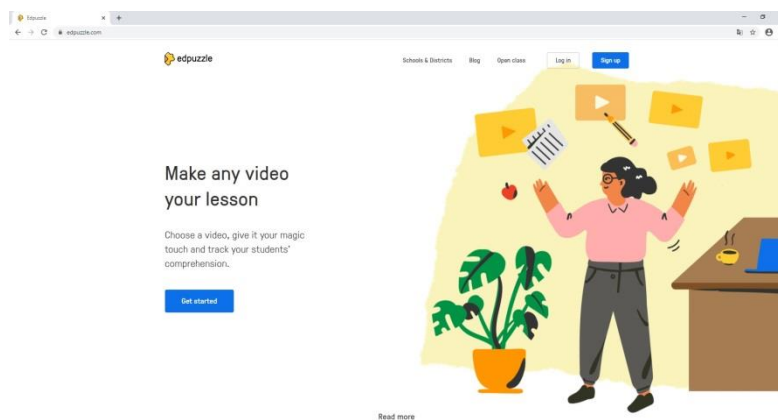 Edpuzzle
edpuzzle.com
edpuzzle
Schools & Districts Blog Open class Log in Sign up
Make any video
your lesson
Choose a video, give it your magic
touch and track your students'
comprehension.
Get started
Read more